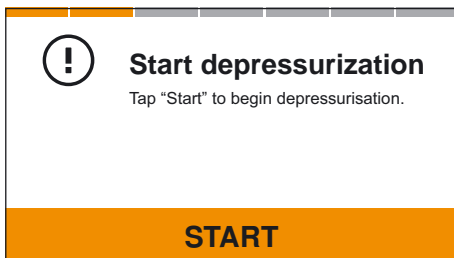 Start depressurization
Tap “Start” to begin depressurisation.
START